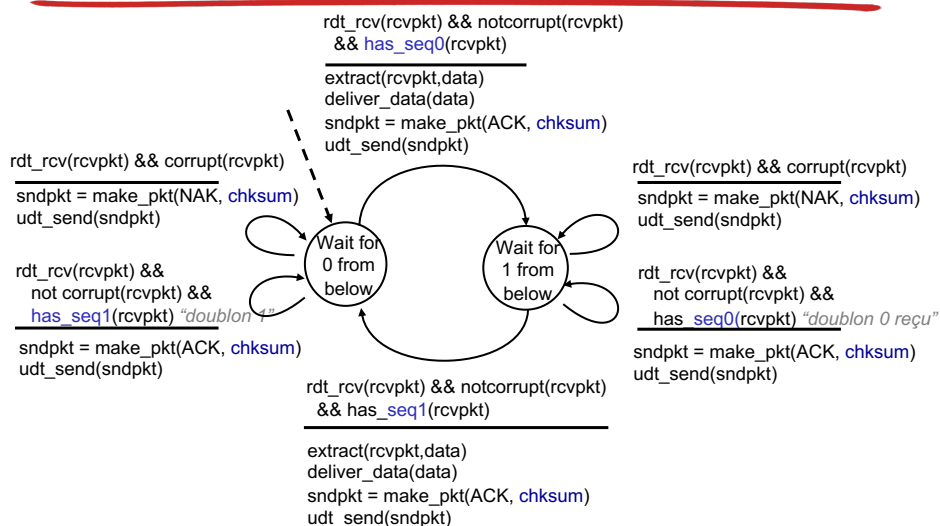 rdt_rcv(rcvpkt) && notcorrupt(rcvpkt)
&& has_seq0(rcvpkt)
extract(rcvpkt,data)
deliver_data(data)
sndpkt = make_pkt(ACK, chksum)
udt_send(sndpkt)
rdt_rcv(rcvpkt) && corrupt(rcvpkt)
sndpkt = make_pkt(NAK, chksum)
udt_send(sndpkt)
rdt_rcv(rcvpkt) &&
not corrupt(rcvpkt) &&
has_seq1(rcvpkt) “doublon 1”
sndpkt = make_pkt(ACK, chksum)
udt_send(sndpkt)
Wait for
0 from
below
Wait for
1 from
below
rdt_rcv(rcvpkt) && corrupt(rcvpkt)
sndpkt = make_pkt(NAK, chksum)
udt_send(sndpkt)
rdt_rcv(rcvpkt) &&
not corrupt(rcvpkt) &&
has_seq0(rcvpkt) “doublon 0 reçu”
sndpkt = make_pkt(ACK, chksum)
udt_send(sndpkt)
rdt_rcv(rcvpkt) && notcorrupt(rcvpkt)
&& has_seq1(rcvpkt)
extract(rcvpkt,data)
deliver_data(data)
sndpkt = make_pkt(ACK, chksum)
udt_send(sndpkt)